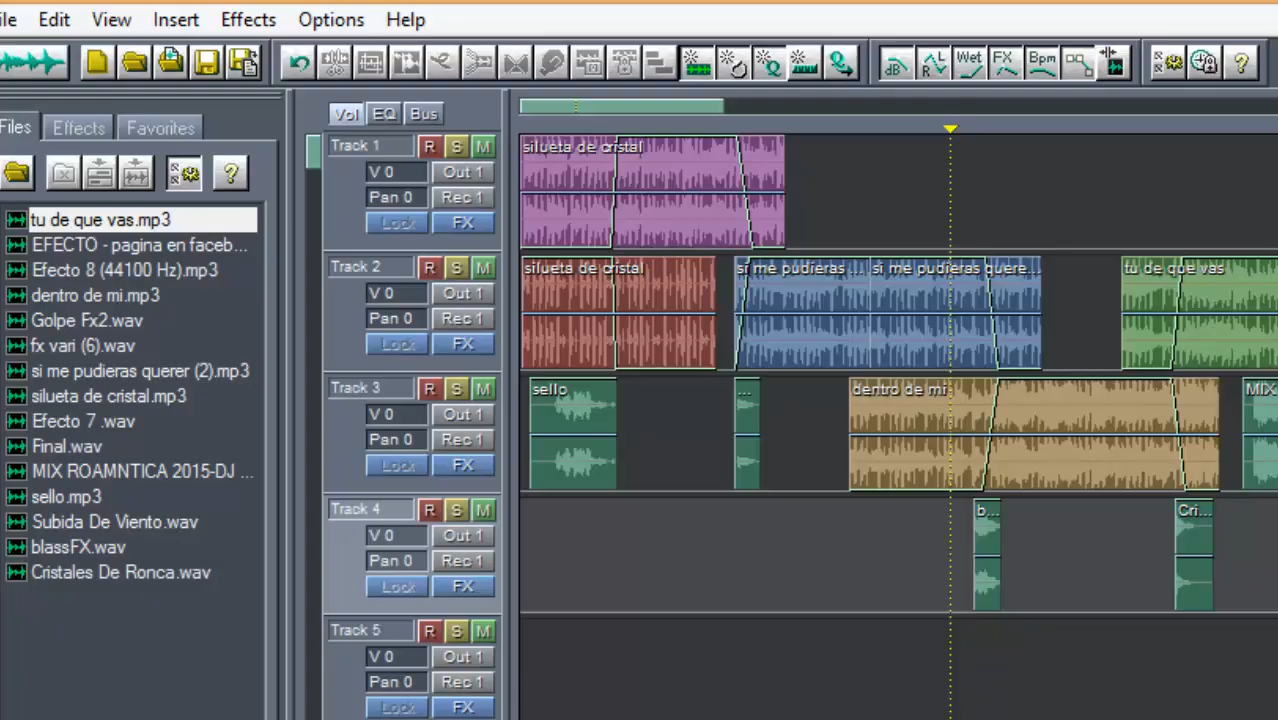 ile Edit View Insert Effects Options Help
dB L R Wet FX Bpm
Vol EQ Bus
Files Effects Favorites
tu de que vas.mp3
EFECTO - pagina en faceb...
Efecto 8 (44100 Hz).mp3
dentro de mi.mp3
Golpe Fx2.wav
fx vari (6).wav
si me pudieras querer (2).mp3
silueta de cristal.mp3
Efecto 7 .wav
Final.wav
MIX ROAMNTICA 2015-DJ ...
sello.mp3
Subida De Viento.wav
blassFX.wav
Cristales De Ronca.wav
Track 1 R S M
V 0 Out 1
Pan 0 Rec 1
Lock FX
silueta de cristal
Track 2 R S M
V 0 Out 1
Pan 0 Rec 1
Lock FX
silueta de cristal
si me pudieras ...
si me pudieras quere...
tu de que vas
Track 3 R S M
V 0 Out 1
Pan 0 Rec 1
Lock FX
sello
...
dentro de mi
MIX
Track 4 R S M
V 0 Out 1
Pan 0 Rec 1
Lock FX
b...
Cri...
Track 5 R S M
V 0 Out 1
Pan 0 Rec 1
Lock FX